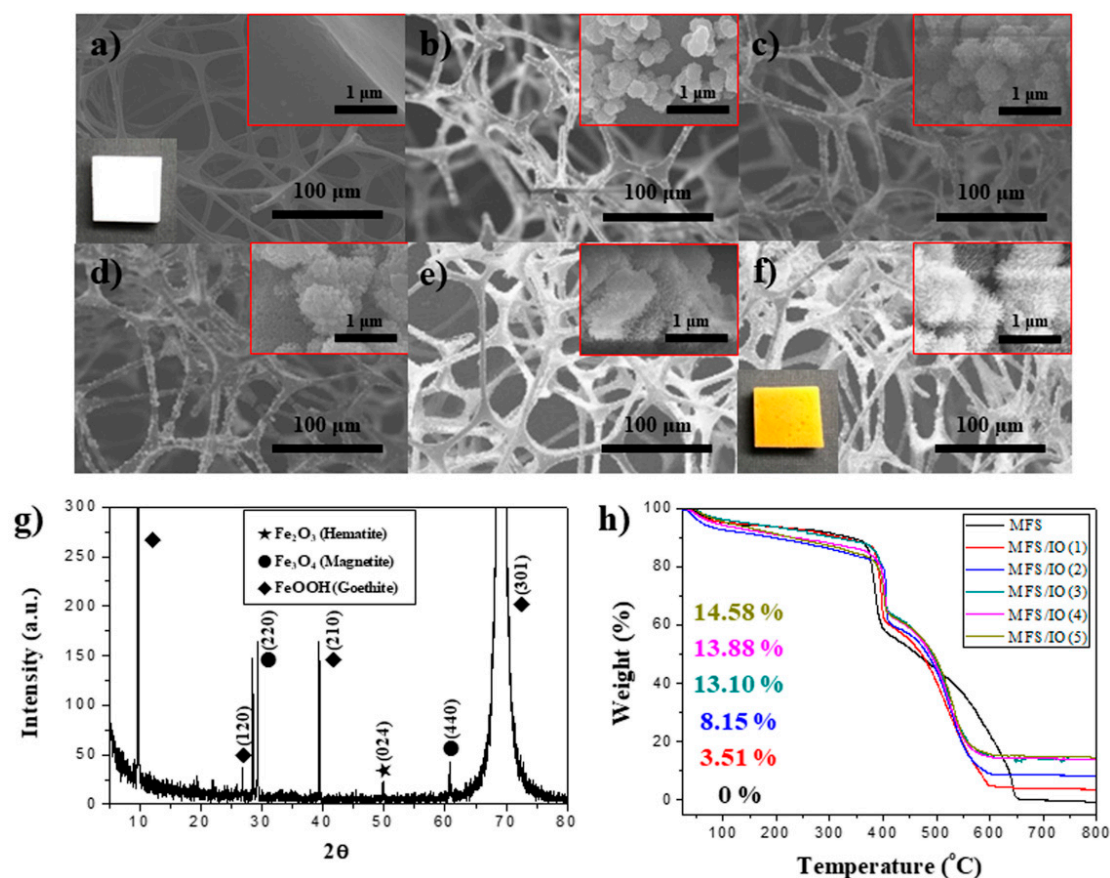 a)
1 µm
100 µm
b)
1 µm
100 µm
c)
1 µm
100 µm
d)
1 µm
100 µm
e)
1 µm
100 µm
f)
1 µm
100 µm
g)
300
250
200
150
100
50
0
Intensity (a.u.)
★ Fe₂O₃ (Hematite)
● Fe₃O₄ (Magnetite)
◆ FeOOH (Goethite)
(120)
(220)
(210)
(024)
(440)
(301)
10 20 30 40 50 60 70 80
2θ
h)
100
80
60
40
20
0
Weight (%)
MFS
MFS/IO (1)
MFS/IO (2)
MFS/IO (3)
MFS/IO (4)
MFS/IO (5)
14.58 %
13.88 %
13.10 %
8.15 %
3.51 %
0 %
100 200 300 400 500 600 700 800
Temperature (°C)